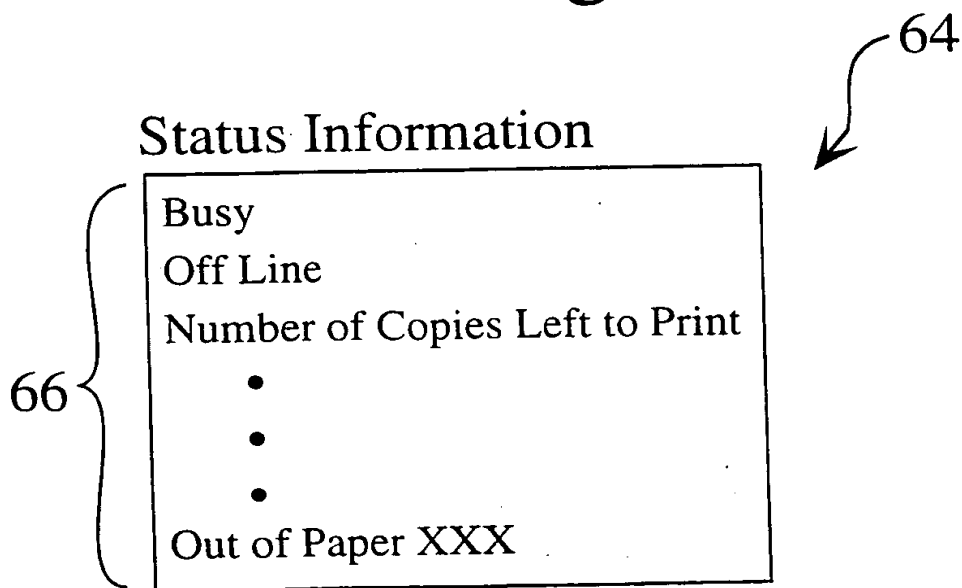 64
Status Information
Busy
Off Line
Number of Copies Left to Print
66
•
•
•
Out of Paper XXX